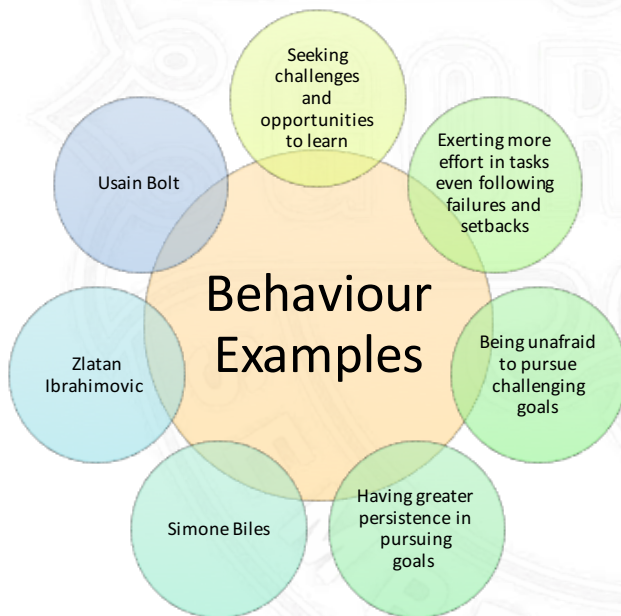 Behaviour
Examples
Seeking
challenges
and
opportunities
to learn
Exerting more
effort in tasks
even following
failures and
setbacks
Being unafraid
to pursue
challenging
goals
Having greater
persistence in
pursuing
goals
Simone Biles
Zlatan
Ibrahimovic
Usain Bolt